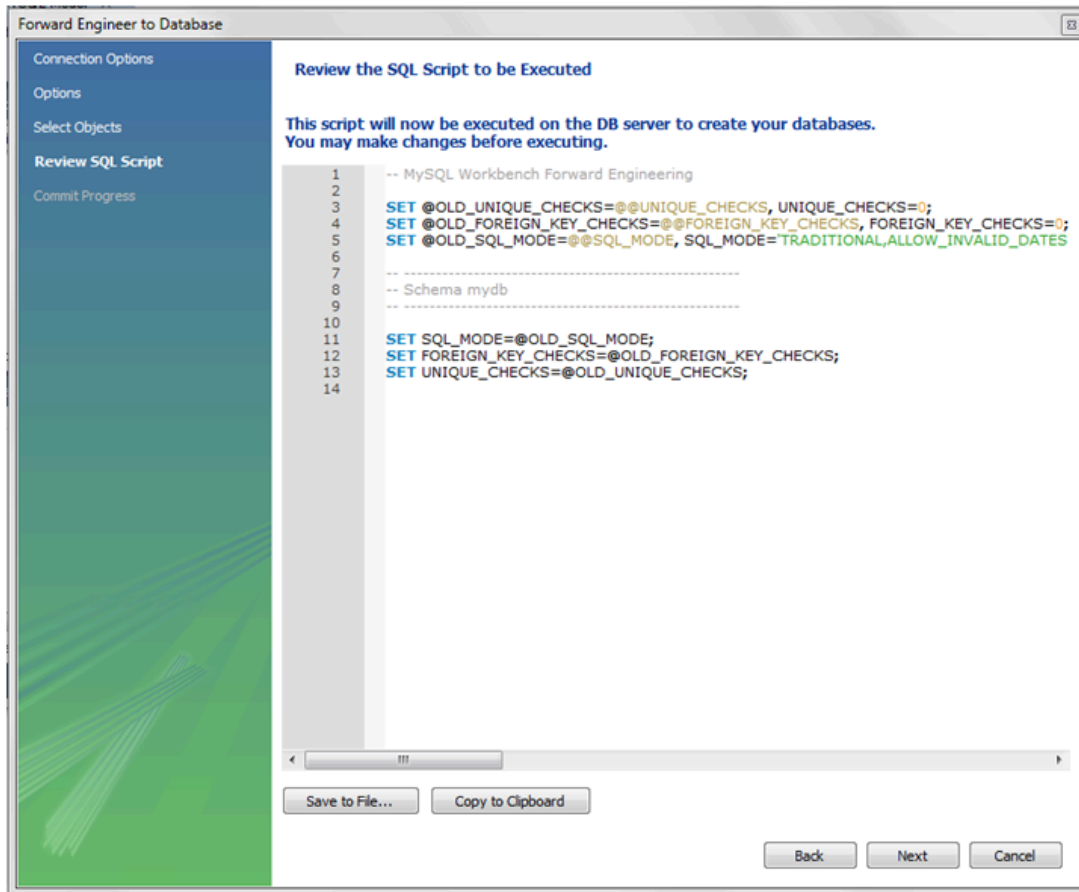 Forward Engineer to Database
Connection Options
Options
Select Objects
Review SQL Script
Commit Progress
Review the SQL Script to be Executed
This script will now be executed on the DB server to create your databases.
You may make changes before executing.
1 -- MySQL Workbench Forward Engineering
2
3 SET @OLD_UNIQUE_CHECKS=@@UNIQUE_CHECKS, UNIQUE_CHECKS=0;
4 SET @OLD_FOREIGN_KEY_CHECKS=@@FOREIGN_KEY_CHECKS, FOREIGN_KEY_CHECKS=0;
5 SET @OLD_SQL_MODE=@@SQL_MODE, SQL_MODE='TRADITIONAL,ALLOW_INVALID_DATES
6
7 -- -----------------------------------------------------
8 -- Schema mydb
9 -- -----------------------------------------------------
10
11 SET SQL_MODE=@OLD_SQL_MODE;
12 SET FOREIGN_KEY_CHECKS=@OLD_FOREIGN_KEY_CHECKS;
13 SET UNIQUE_CHECKS=@OLD_UNIQUE_CHECKS;
14
Save to File... Copy to Clipboard
Back Next Cancel